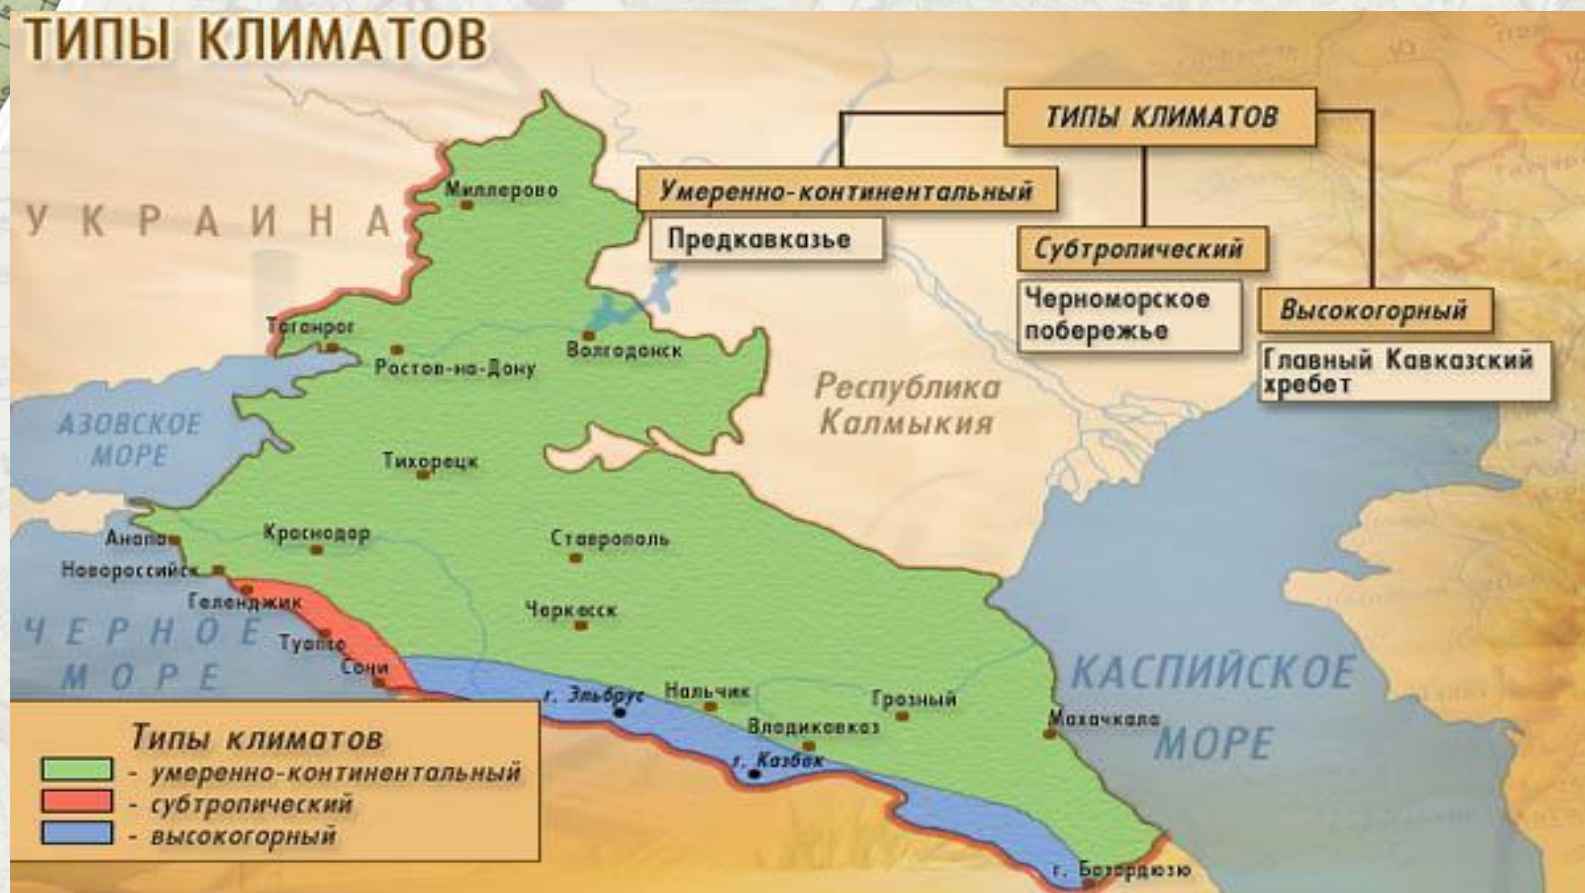 ТИПЫ КЛИМАТОВ
ТИПЫ КЛИМАТОВ
Умеренно-континентальный
Предкавказье
Субтропический
Черноморское
побережье
Высокогорный
Главный Кавказский
хребет
УКРАИНА
Миллерово
Таганрог
Ростов-на-Дону
Волгодонск
Республика
Калмыкия
АЗОВСКОЕ
МОРЕ
Тихорецк
Анапа
Краснодар
Ставрополь
Новороссийск
Геленджик
Черкесск
ЧЕРНОЕ
МОРЕ
Туапсе
Сочи
г. Эльбрус
Нальчик
Грозный
Владикавказ
г. Казбек
Махачкала
КАСПИЙСКОЕ
МОРЕ
г. Базардюзю
Типы климатов
- умеренно-континентальный
- субтропический
- высокогорный